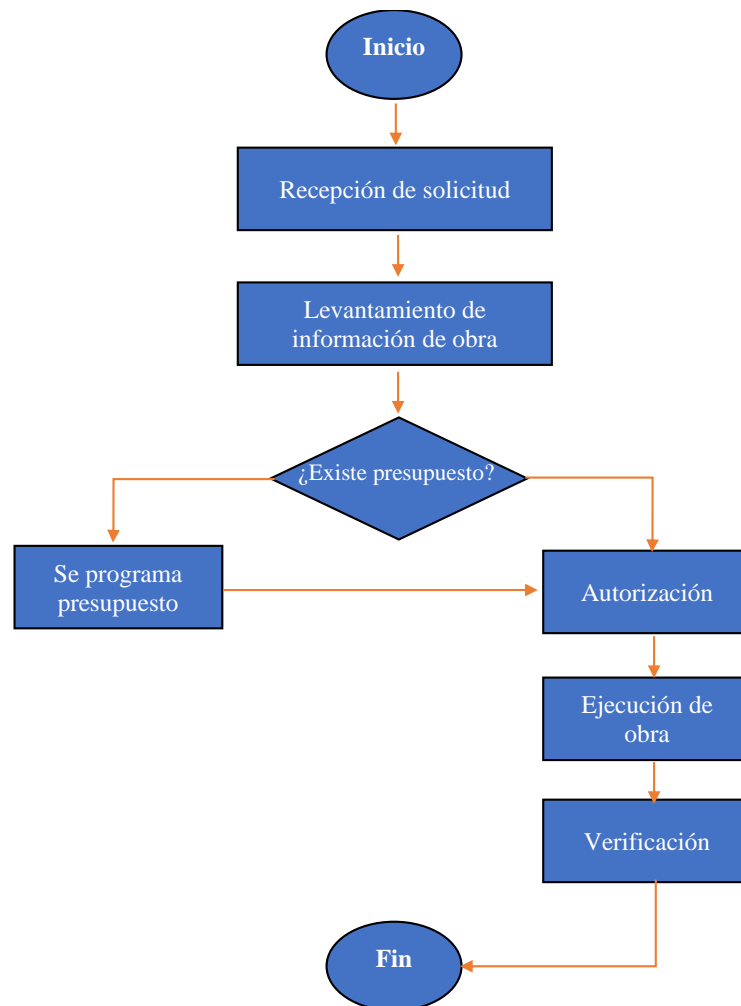 Inicio
Recepción de solicitud
Levantamiento de
información de obra
¿Existe presupuesto?
Se programa
presupuesto
Autorización
Ejecución de
obra
Verificación
Fin